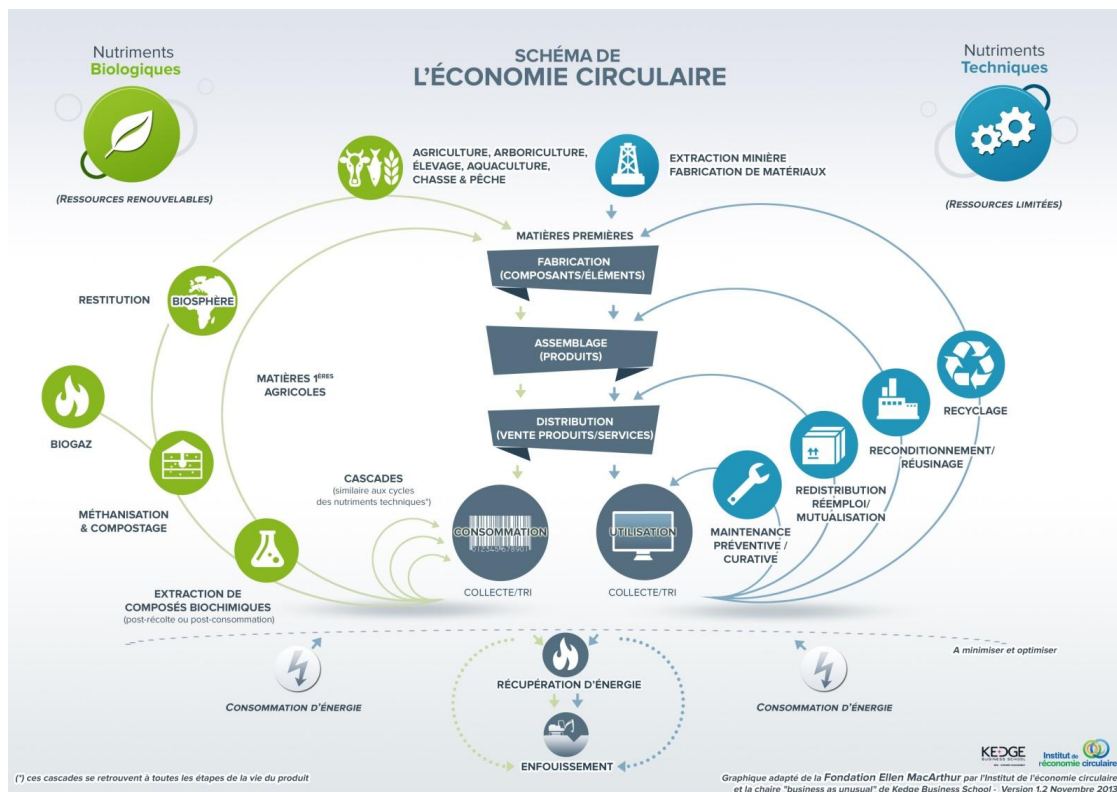 Nutriments
Biologiques
SCHÉMA DE
L'ÉCONOMIE CIRCULAIRE
Nutriments
Techniques
(RESSOURCES RENOUVELABLES)
AGRICULTURE, ARBORICULTURE,
ÉLEVAGE, AQUACULTURE,
CHASSE & PÊCHE
EXTRACTION MINIÈRE
FABRICATION DE MATÉRIAUX
(RESSOURCES LIMITÉES)
MATIÈRES PREMIÈRES
FABRICATION
(COMPOSANTS/ÉLÉMENTS)
RESTITUTION
BIOSPHÈRE
ASSEMBLAGE
(PRODUITS)
MATIÈRES 1ÈRES
AGRICOLES
RECYCLAGE
BIOGAZ
DISTRIBUTION
(VENTE PRODUITS/SERVICES)
RECONDITIONNEMENT/
RÉUSINAGE
CASCADES
(similaire aux cycles
des nutriments techniques*)
REDISTRIBUTION
RÉEMPLOI/
MUTUALISATION
MÉTHANISATION
& COMPOSTAGE
CONSOMMATION
012345 678901
UTILISATION
MAINTENANCE
PRÉVENTIVE /
CURATIVE
EXTRACTION DE
COMPOSÉS BIOCHIMIQUES
(post-récolte ou post-consommation)
COLLECTE/TRI
COLLECTE/TRI
A minimiser et optimiser
RÉCUPÉRATION D'ÉNERGIE
CONSOMMATION D'ÉNERGIE
CONSOMMATION D'ÉNERGIE
ENFOUISSEMENT
KEDGE
BUSINESS SCHOOL
Institut de
l'économie circulaire
(*) ces cascades se retrouvent à toutes les étapes de la vie du produit
Graphique adapté de la Fondation Ellen MacArthur par l'Institut de l'économie circulaire
et la chaire "business as unusual" de Kedge Business School - Version 1.2 Novembre 2013